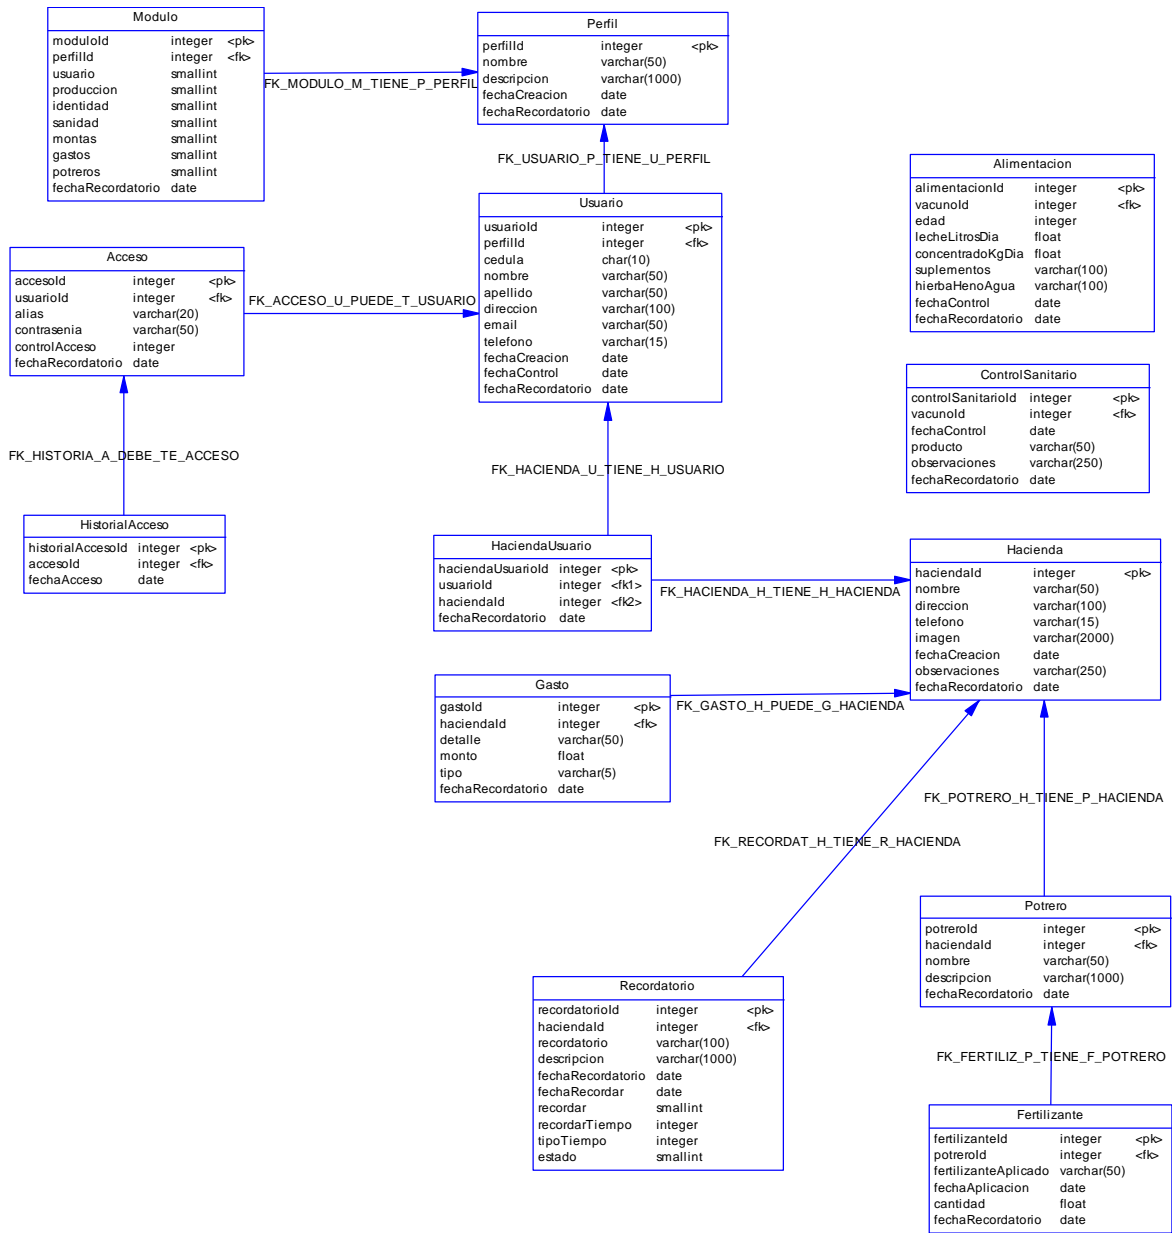 Modulo
moduloId integer <pk>
perfilId integer <fk>
usuario smallint
produccion smallint
identidad smallint
sanidad smallint
montas smallint
gastos smallint
potreros smallint
fechaRecordatorio date
FK_MODULO_M_TIENE_P_PERFIL
Perfil
perfilId integer <pk>
nombre varchar(50)
descripcion varchar(1000)
fechaCreacion date
fechaRecordatorio date
FK_USUARIO_P_TIENE_U_PERFIL
Alimentacion
alimentacionId integer <pk>
vacunoId integer <fk>
edad integer
lecheLitrosDia float
concentradoKgDia float
suplementos varchar(100)
hierbaHenoAgua varchar(100)
fechaControl date
fechaRecordatorio date
Usuario
usuarioId integer <pk>
perfilId integer <fk>
cedula char(10)
nombre varchar(50)
apellido varchar(50)
direccion varchar(100)
email varchar(50)
telefono varchar(15)
fechaCreacion date
fechaControl date
fechaRecordatorio date
Acceso
accesoId integer <pk>
usuarioId integer <fk>
alias varchar(20)
contrasenia varchar(50)
controlAcceso integer
fechaRecordatorio date
FK_ACCESO_U_PUEDE_T_USUARIO
ControlSanitario
controlSanitarioId integer <pk>
vacunoId integer <fk>
fechaControl date
producto varchar(50)
observaciones varchar(250)
fechaRecordatorio date
FK_HISTORIA_A_DEBE_TE_ACCESO
FK_HACIENDA_U_TIENE_H_USUARIO
HistorialAcceso
historialAccesoId integer <pk>
accesoId integer <fk>
fechaAcceso date
HaciendaUsuario
haciendaUsuarioId integer <pk>
usuarioId integer <fk1>
haciendaId integer <fk2>
fechaRecordatorio date
FK_HACIENDA_H_TIENE_H_HACIENDA
Hacienda
haciendaId integer <pk>
nombre varchar(50)
direccion varchar(100)
telefono varchar(15)
imagen varchar(2000)
fechaCreacion date
observaciones varchar(250)
fechaRecordatorio date
Gasto
gastoId integer <pk>
haciendaId integer <fk>
detalle varchar(50)
monto float
tipo varchar(5)
fechaRecordatorio date
FK_GASTO_H_PUEDE_G_HACIENDA
FK_POTRERO_H_TIENE_P_HACIENDA
FK_RECORDAT_H_TIENE_R_HACIENDA
Potrero
potreroId integer <pk>
haciendaId integer <fk>
nombre varchar(50)
descripcion varchar(1000)
fechaRecordatorio date
Recordatorio
recordatorioId integer <pk>
haciendaId integer <fk>
recordatorio varchar(100)
descripcion varchar(1000)
fechaRecordatorio date
fechaRecordar date
recordar smallint
recordarTiempo integer
tipoTiempo integer
estado smallint
FK_FERTILIZ_P_TIENE_F_POTRERO
Fertilizante
fertilizanteId integer <pk>
potreroId integer <fk>
fertilizanteAplicado varchar(50)
fechaAplicacion date
cantidad float
fechaRecordatorio date